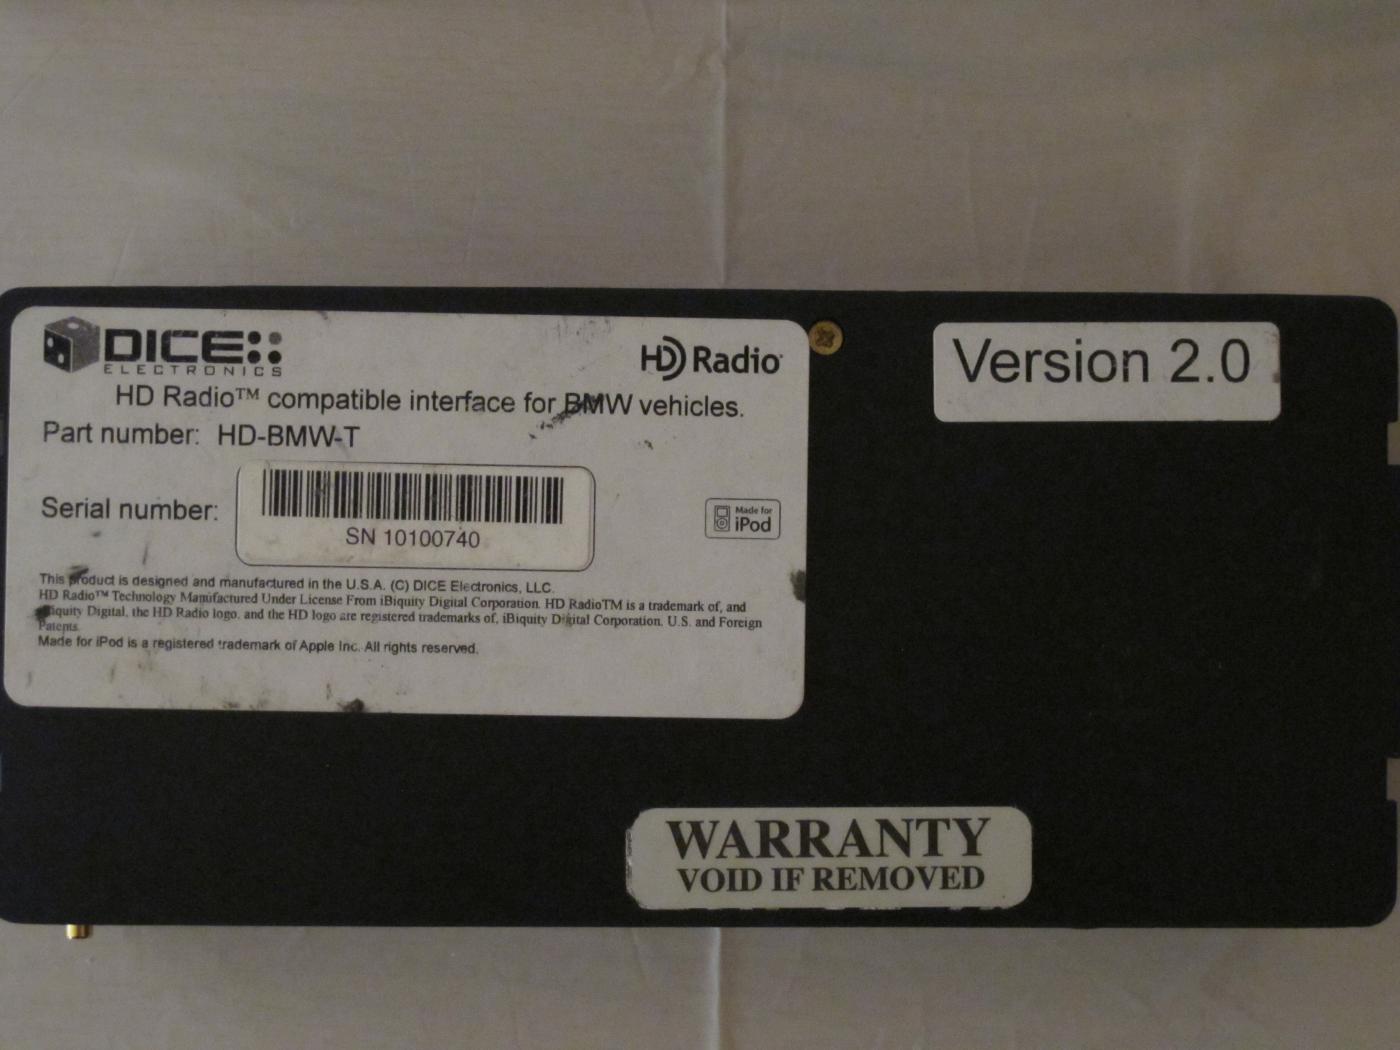 DICE
ELECTRONICS
HD Radio
HD Radio™ compatible interface for BMW vehicles.
Part number: HD-BMW-T
Serial number:
SN 10100740
Made for
iPod
This product is designed and manufactured in the U.S.A. (C) DICE Electronics, LLC.
HD Radio™ Technology Manufactured Under License From iBiquity Digital Corporation. HD RadioTM is a trademark of, and
iBiquity Digital, the HD Radio logo, and the HD logo are registered trademarks of, iBiquity Digital Corporation. U.S. and Foreign
Patents.
Made for iPod is a registered trademark of Apple Inc. All rights reserved.
Version 2.0
WARRANTY
VOID IF REMOVED